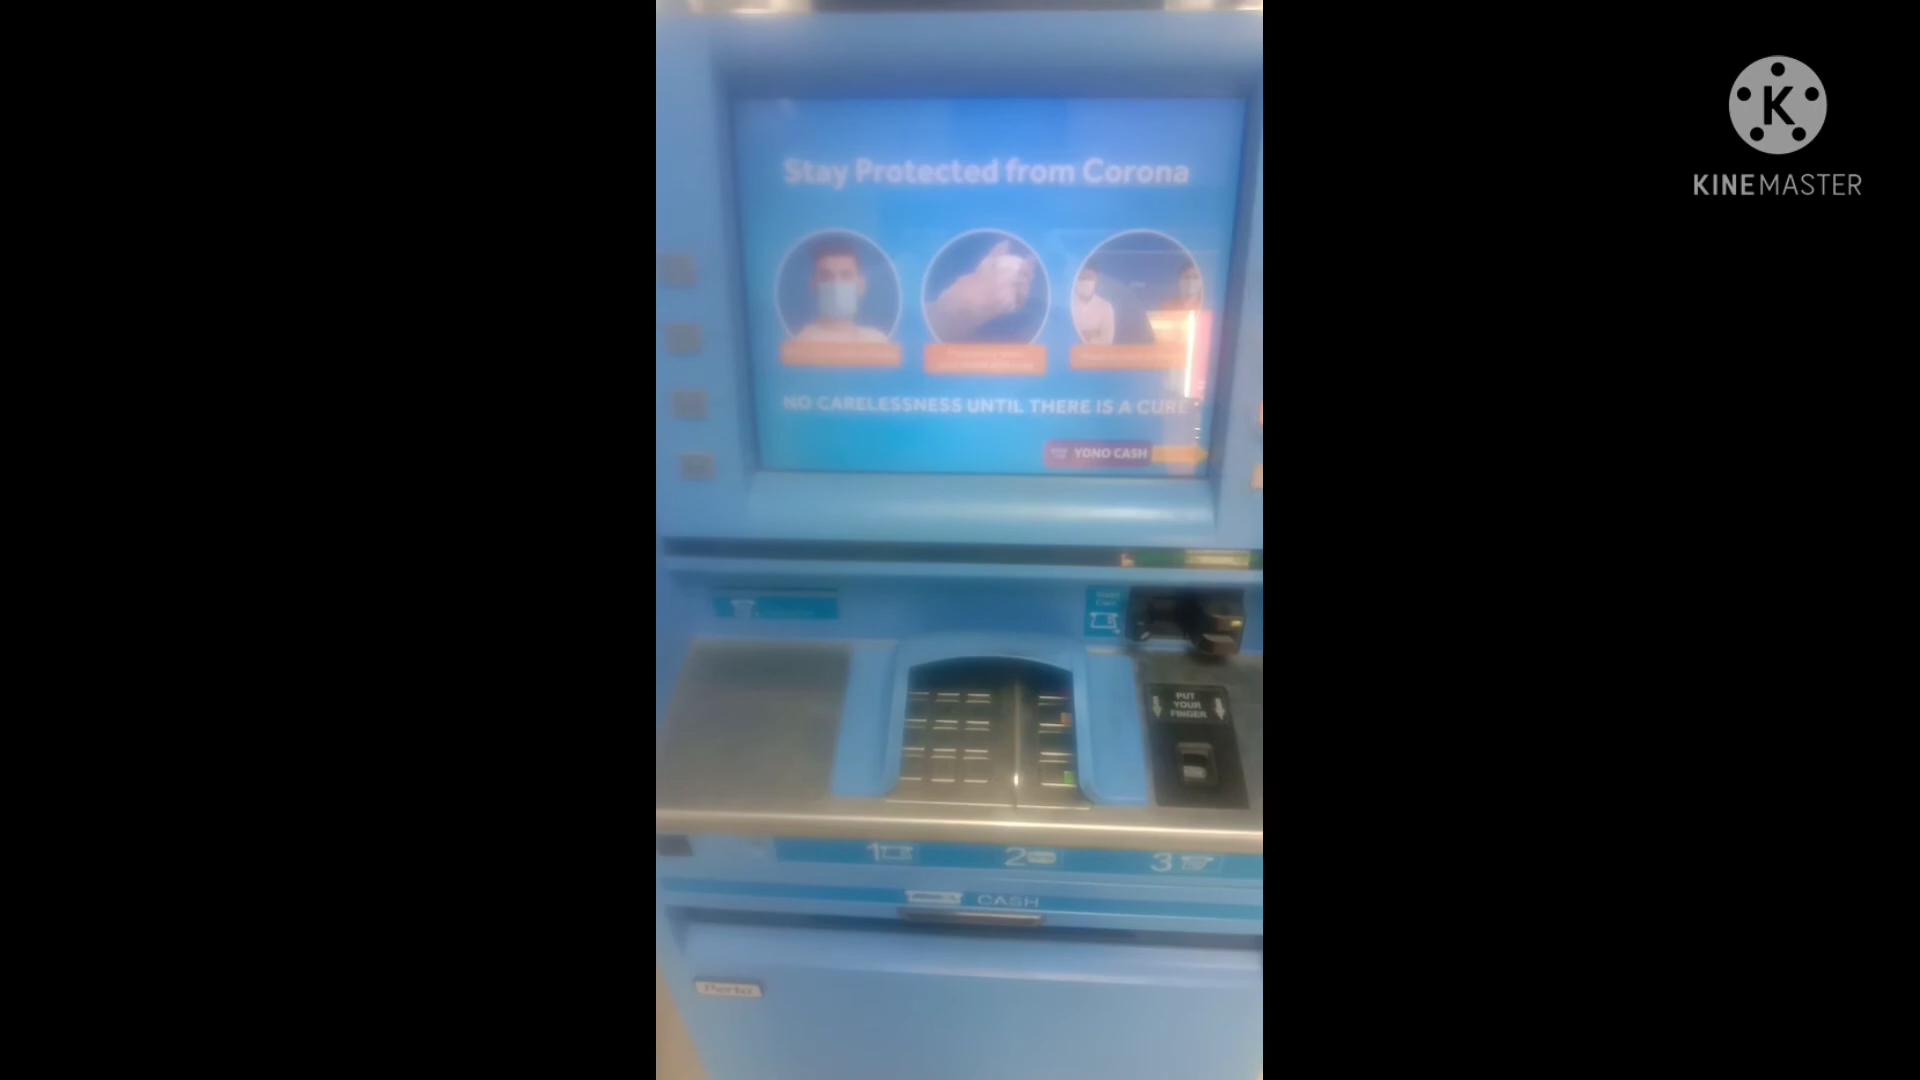 Stay Protected from Corona
NO CARELESSNESS UNTIL THERE IS A CURE
YONO CASH
PUT
YOUR
FINGER
1 2 3
CASH
Perto
K
KINEMASTER